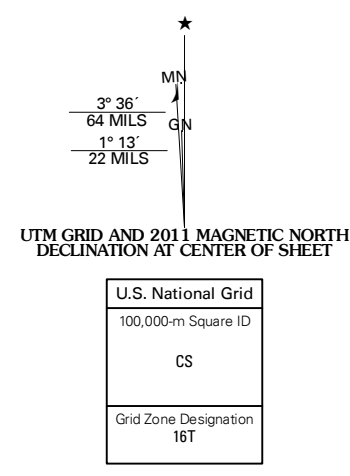 ★
MN
3° 36´
64 MILS
GN
1° 13´
22 MILS
UTM GRID AND 2011 MAGNETIC NORTH
DECLINATION AT CENTER OF SHEET
U.S. National Grid
100,000-m Square ID
CS
Grid Zone Designation
16T